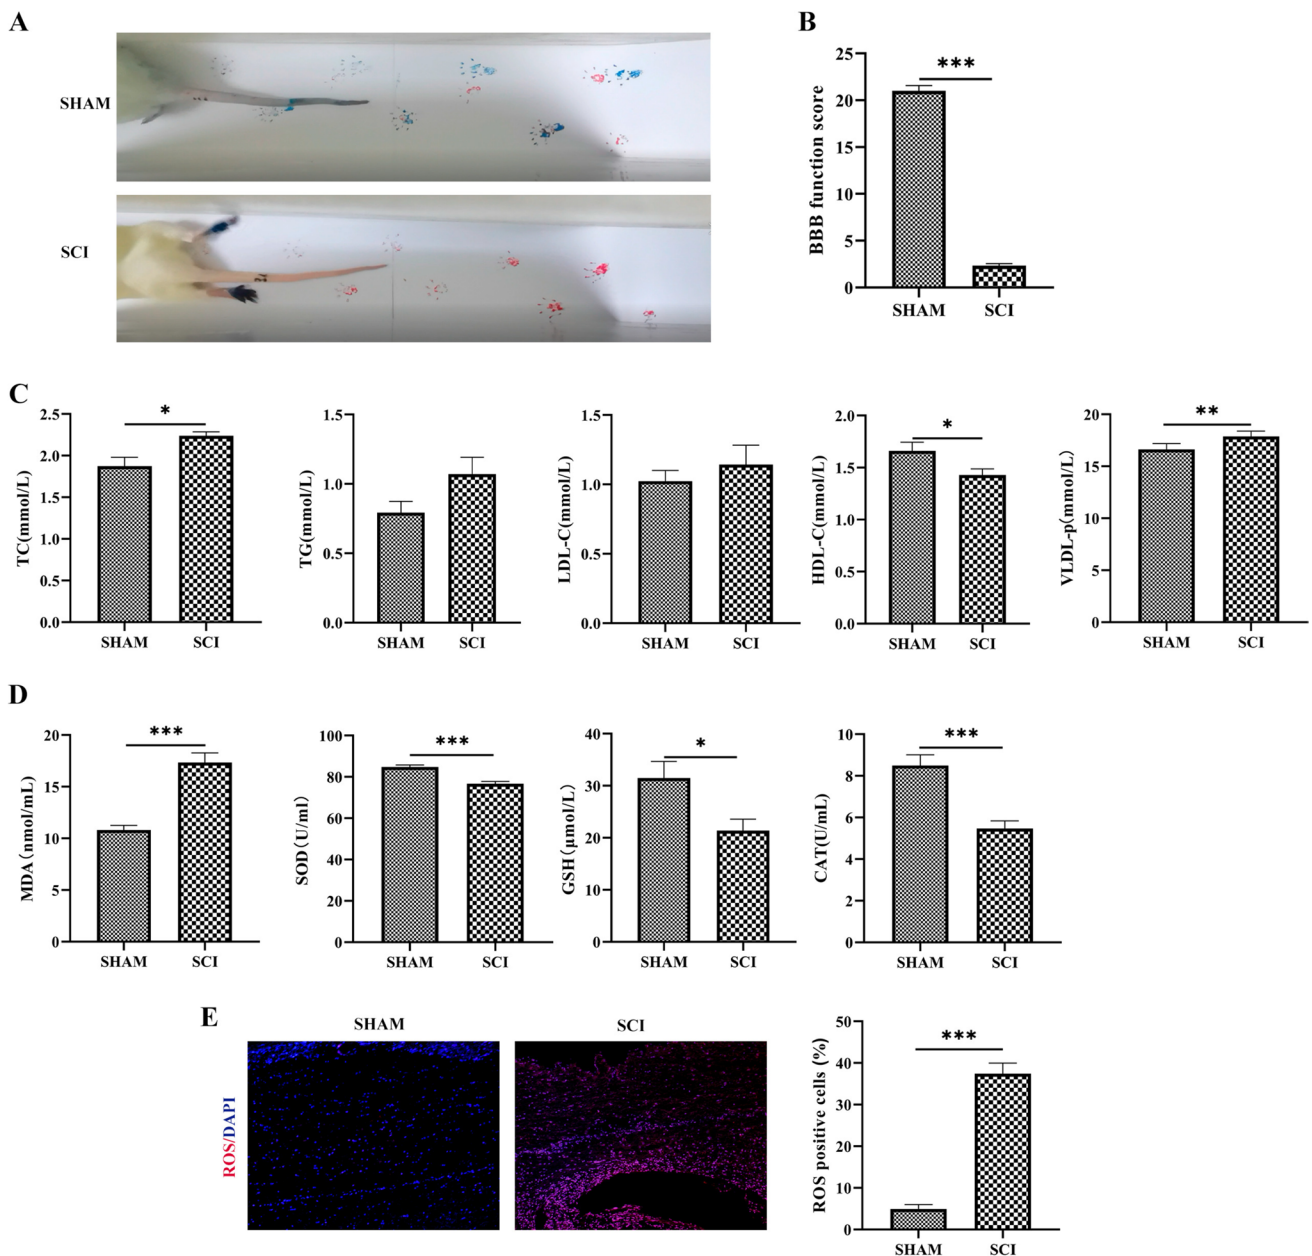 A
SHAM
SCI
B
BBB function score
25
20
15
10
5
0
***
SHAM
SCI
C
TC(mmol/L)
2.5
2.0
1.5
1.0
0.5
0.0
*
SHAM
SCI
TG(mmol/L)
1.5
1.0
0.5
0.0
SHAM
SCI
LDL-C(mmol/L)
1.5
1.0
0.5
0.0
SHAM
SCI
HDL-C(mmol/L)
2.0
1.5
1.0
0.5
0.0
*
SHAM
SCI
VLDL-p(mmol/L)
20
15
10
5
0
**
SHAM
SCI
D
MDA(nmol/mL)
20
15
10
5
0
***
SHAM
SCI
SOD(U/ml)
100
80
60
40
20
0
***
SHAM
SCI
GSH(μmol/L)
40
30
20
10
0
*
SHAM
SCI
CAT(U/mL)
10
8
6
4
2
0
***
SHAM
SCI
E
SHAM
SCI
ROS/DAPI
ROS positive cells (%)
50
40
30
20
10
0
***
SHAM
SCI